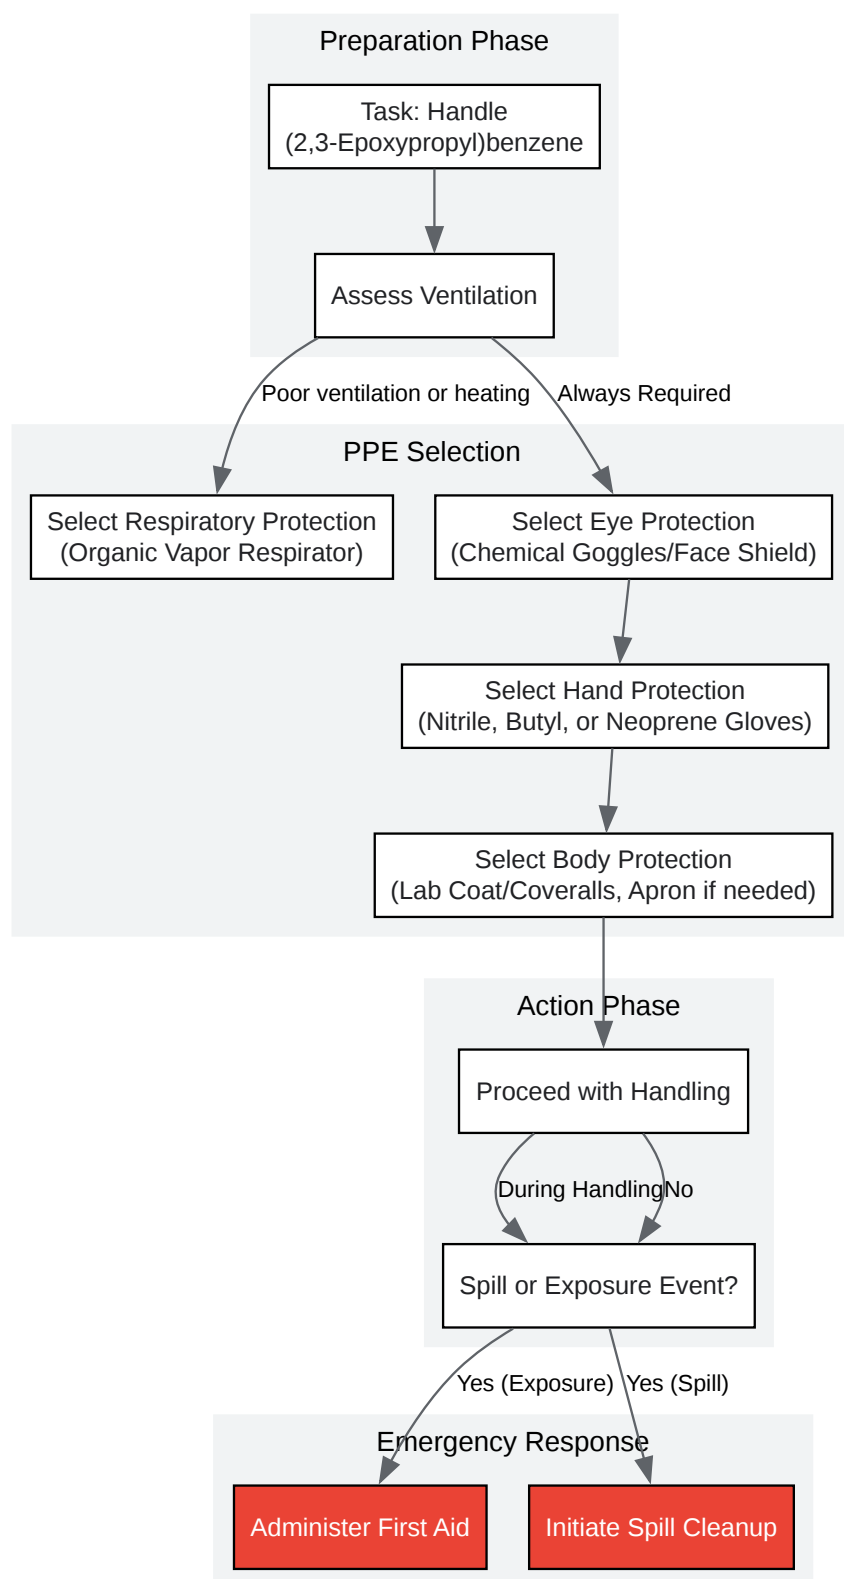 Preparation Phase
Task: Handle
(2,3-Epoxypropyl)benzene
Assess Ventilation
Poor ventilation or heating
Always Required
PPE Selection
Select Respiratory Protection
(Organic Vapor Respirator)
Select Eye Protection
(Chemical Goggles/Face Shield)
Select Hand Protection
(Nitrile, Butyl, or Neoprene Gloves)
Select Body Protection
(Lab Coat/Coveralls, Apron if needed)
Action Phase
Proceed with Handling
During Handling
No
Spill or Exposure Event?
Yes (Exposure)
Yes (Spill)
Emergency Response
Administer First Aid
Initiate Spill Cleanup